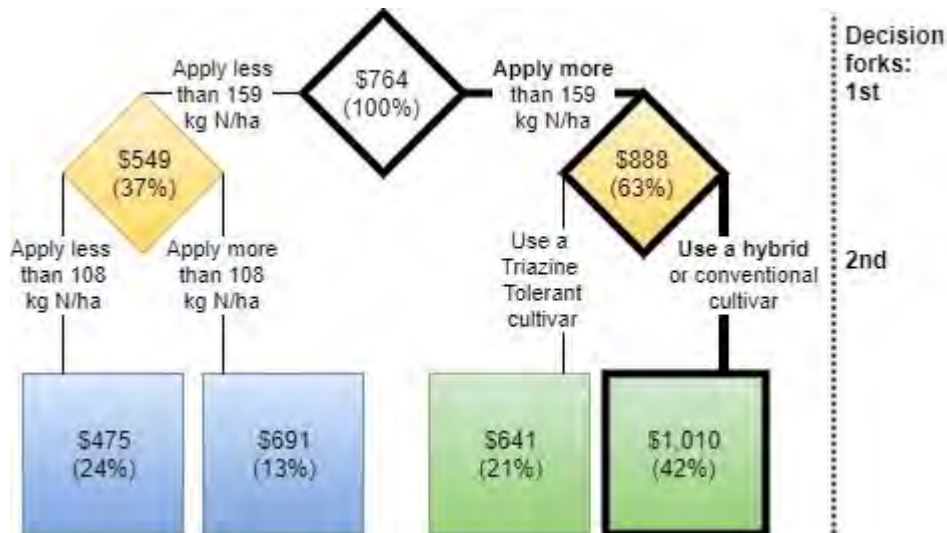 Decision
forks:
1st
$764
(100%)
Apply less
than 159
kg N/ha
Apply more
than 159
kg N/ha
$549
(37%)
$888
(63%)
2nd
Apply less
than 108
kg N/ha
Apply more
than 108
kg N/ha
Use a
Triazine
Tolerant
cultivar
Use a hybrid
or conventional
cultivar
$475
(24%)
$691
(13%)
$641
(21%)
$1,010
(42%)